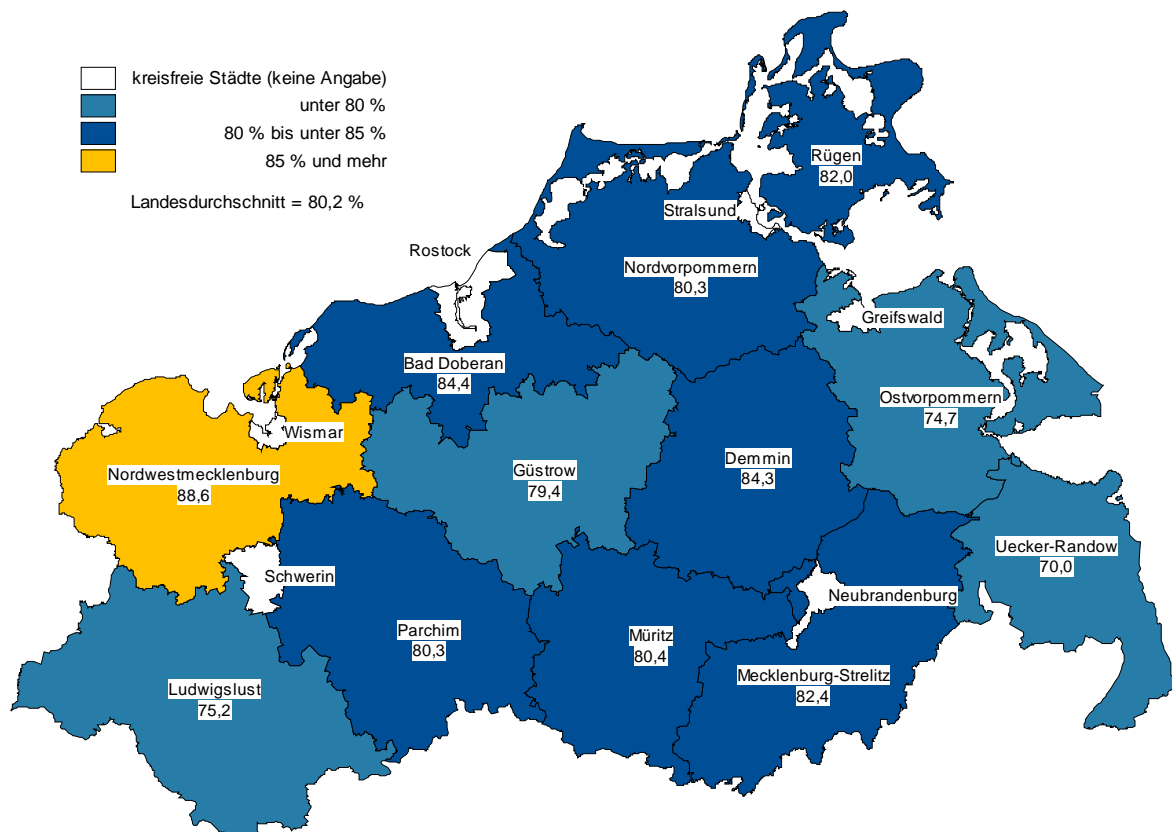 kreisfreie Städte (keine Angabe)
unter 80 %
80 % bis unter 85 %
85 % und mehr
Landesdurchschnitt = 80,2 %
Rügen
82,0
Stralsund
Rostock
Nordvorpommern
80,3
Greifswald
Bad Doberan
84,4
Ostvorpommern
74,7
Wismar
Nordwestmecklenburg
88,6
Güstrow
79,4
Demmin
84,3
Uecker-Randow
70,0
Schwerin
Neubrandenburg
Parchim
80,3
Müritz
80,4
Mecklenburg-Strelitz
82,4
Ludwigslust
75,2